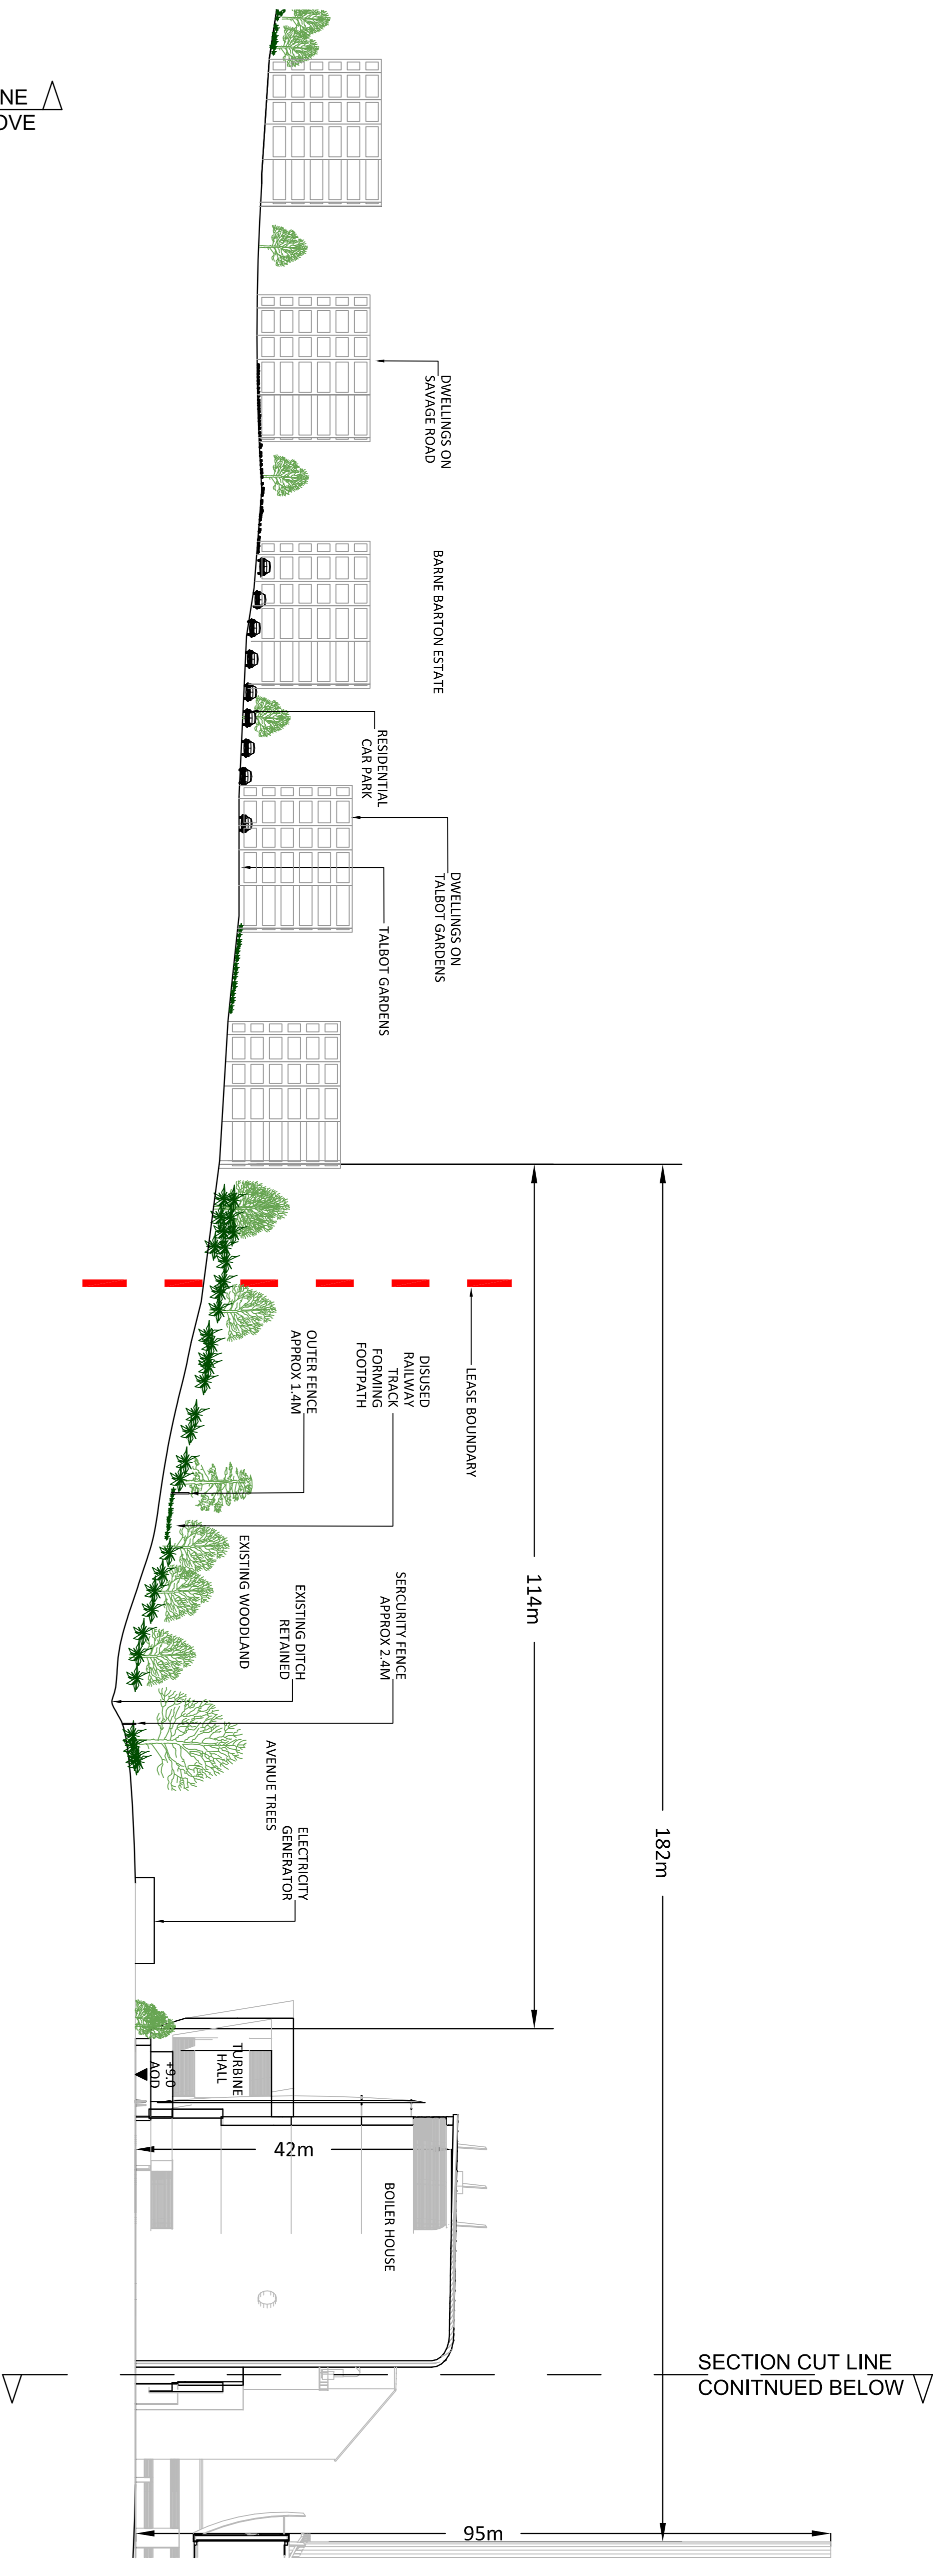 NE
OVE
DWELLINGS ON
SAVAGE ROAD
BARNE BARTON ESTATE
RESIDENTIAL
CAR PARK
DWELLINGS ON
TALBOT GARDENS
TALBOT GARDENS
LEASE BOUNDARY
DISUSED
RAILWAY
TRACK
FORMING
FOOTPATH
OUTER FENCE
APPROX 1.4M
EXISTING WOODLAND
SERCURITY FENCE
APPROX 2.4M
EXISTING DITCH
RETAINED
114m
182m
AVENUE TREES
ELECTRICITY
GENERATOR
TURBINE
HALL
+9.0
AOD
42m
BOILER HOUSE
SECTION CUT LINE
CONITNUED BELOW
95m